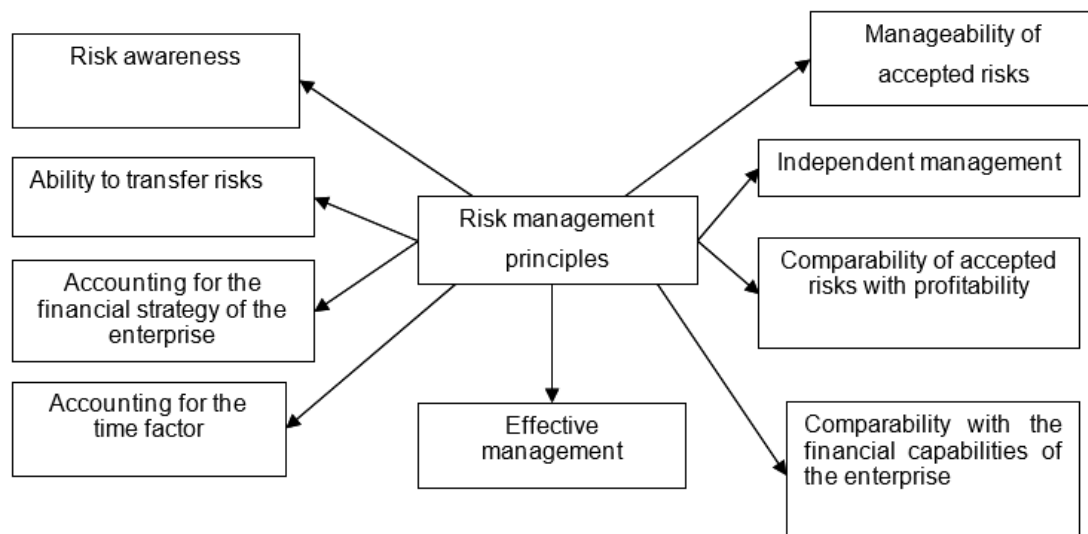 Risk awareness
Manageability of
accepted risks
Ability to transfer risks
Independent management
Risk management
principles
Accounting for the
financial strategy of the
enterprise
Comparability of accepted
risks with profitability
Accounting for the
time factor
Effective
management
Comparability with the
financial capabilities of
the enterprise